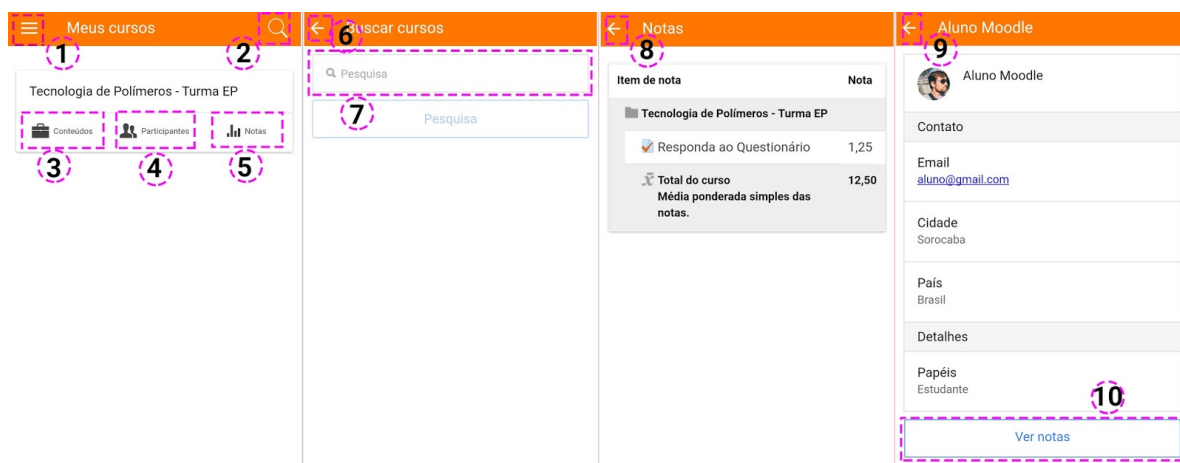 Meus cursos
1
2
Tecnologia de Polímeros - Turma EP
Conteúdos
Participantes
Notas
3
4
5
Buscar cursos
6
Pesquisa
7
Pesquisa
Notas
8
Item de nota Nota
Tecnologia de Polímeros - Turma EP
Responda ao Questionário 1,25
Total do curso 12,50
Média ponderada simples das
notas.
Aluno Moodle
9
Aluno Moodle
Contato
Email
aluno@gmail.com
Cidade
Sorocaba
País
Brasil
Detalhes
Papéis
Estudante
10
Ver notas